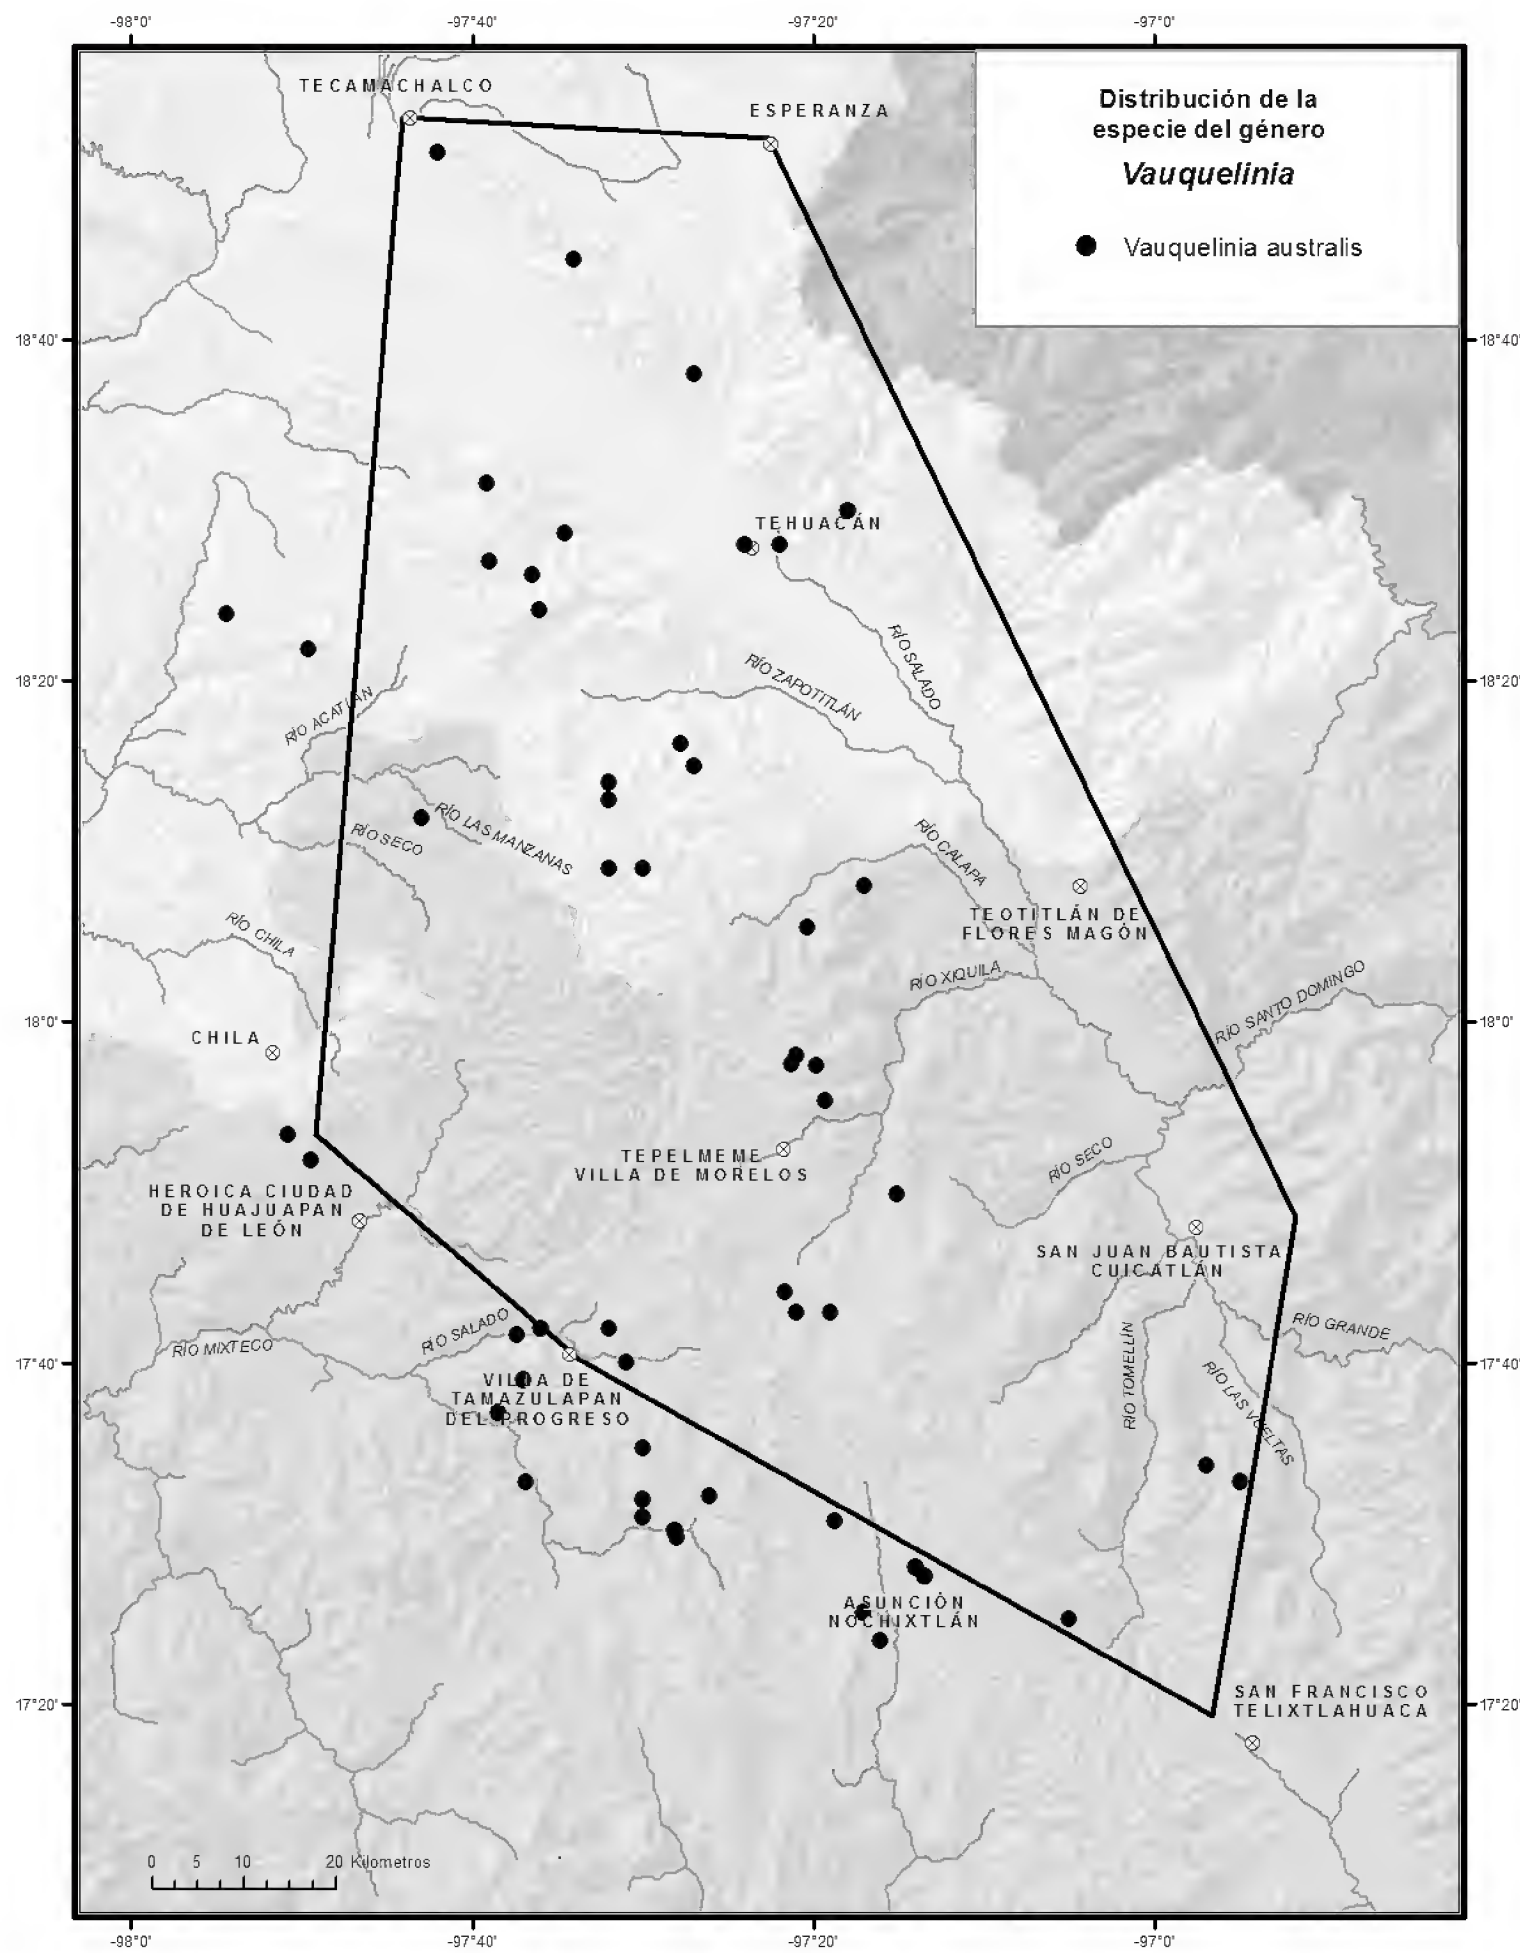 -98°0'
-97°40'
-97°20'
-97°0'
TECAMACHALCO
ESPERANZA
Distribución de la
especie del género
Vauquelinia
Vauquelinia australis
18°40'
18°40'
TEHUACÁN
RÍO SALADO
RÍO ZAPOTITLÁN
18°20'
18°20'
RÍO ACATLÁN
RÍO LAS MANZANAS
RÍO SECO
RÍO CALAPA
TEOTITLÁN DE
FLORES MAGÓN
RÍO CHILA
RÍO XIQUILA
RÍO SANTO DOMINGO
18°0'
18°0'
CHILA
TEPELMEME
VILLA DE MORELOS
RÍO SECO
HEROICA CIUDAD
DE HUAJUAPAN
DE LEÓN
SAN JUAN BAUTISTA
CUICATLÁN
RÍO SALADO
RÍO MIXTECO
RÍO GRANDE
RÍO TOMELLÍN
17°40'
17°40'
VILLA DE
TAMAZULAPAN
DEL PROGRESO
RÍO LAS VUELTAS
ASUNCIÓN
NOCHIXTLÁN
17°20'
17°20'
SAN FRANCISCO
TELIXTLAHUACA
0 5 10 20 Kilometros
-98°0'
-97°40'
-97°20'
-97°0'